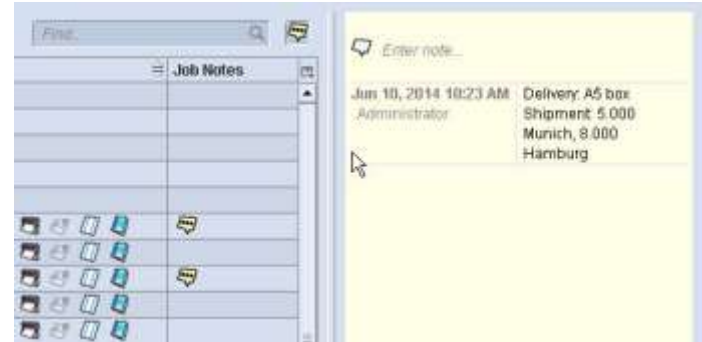 Find..
Job Notes
Enter note...
Jun 10, 2014 10:23 AM
Administrator
Delivery: A5 box
Shipment: 5.000
Munich, 8.000
Hamburg